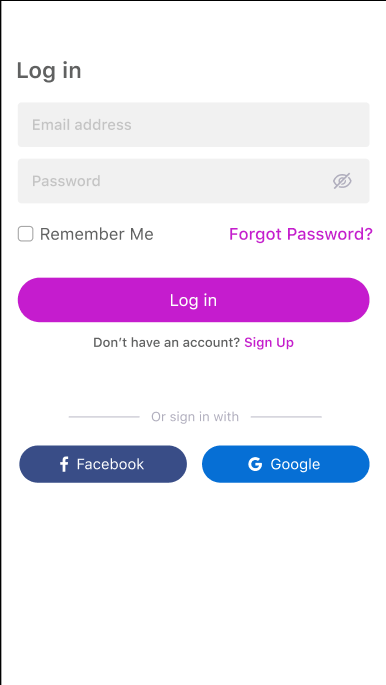 Log in
Email address
Password
Remember Me Forgot Password?
Log in
Don’t have an account? Sign Up
Or sign in with
Facebook Google